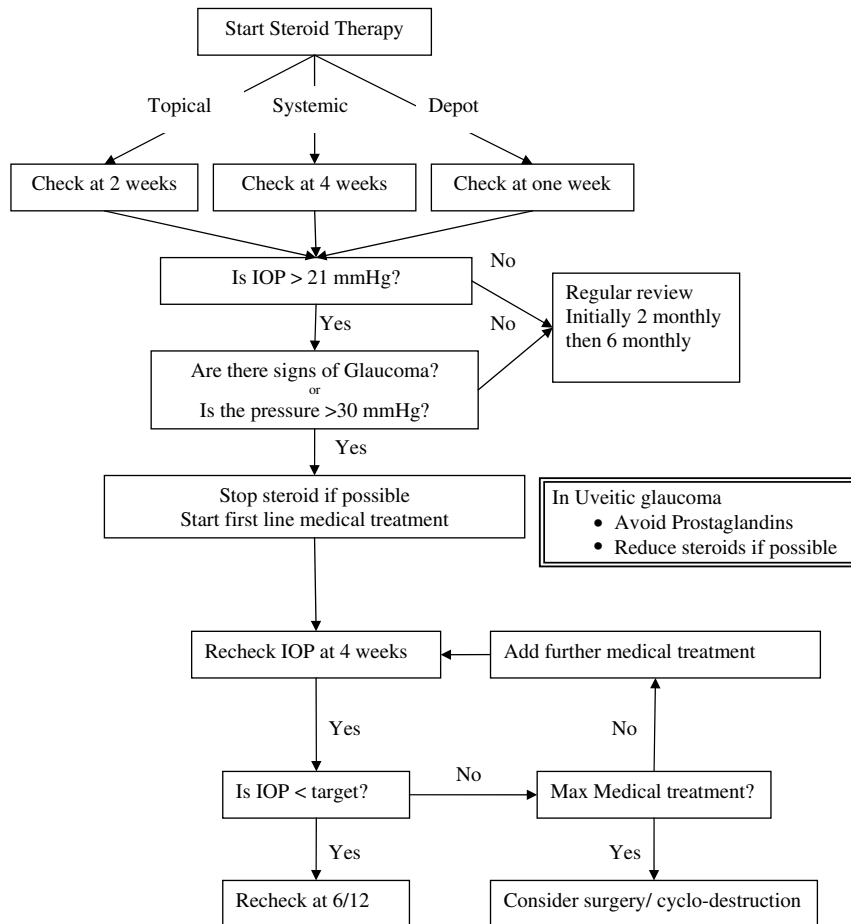 Start Steroid Therapy
Topical
Systemic
Depot
Check at 2 weeks
Check at 4 weeks
Check at one week
Is IOP > 21 mmHg?
No
Regular review
Initially 2 monthly
then 6 monthly
Yes
No
Are there signs of Glaucoma?
or
Is the pressure >30 mmHg?
Yes
Stop steroid if possible
Start first line medical treatment
In Uveitic glaucoma
• Avoid Prostaglandins
• Reduce steroids if possible
Recheck IOP at 4 weeks
Add further medical treatment
Yes
No
Is IOP < target?
No
Max Medical treatment?
Yes
Yes
Recheck at 6/12
Consider surgery/ cyclo-destruction